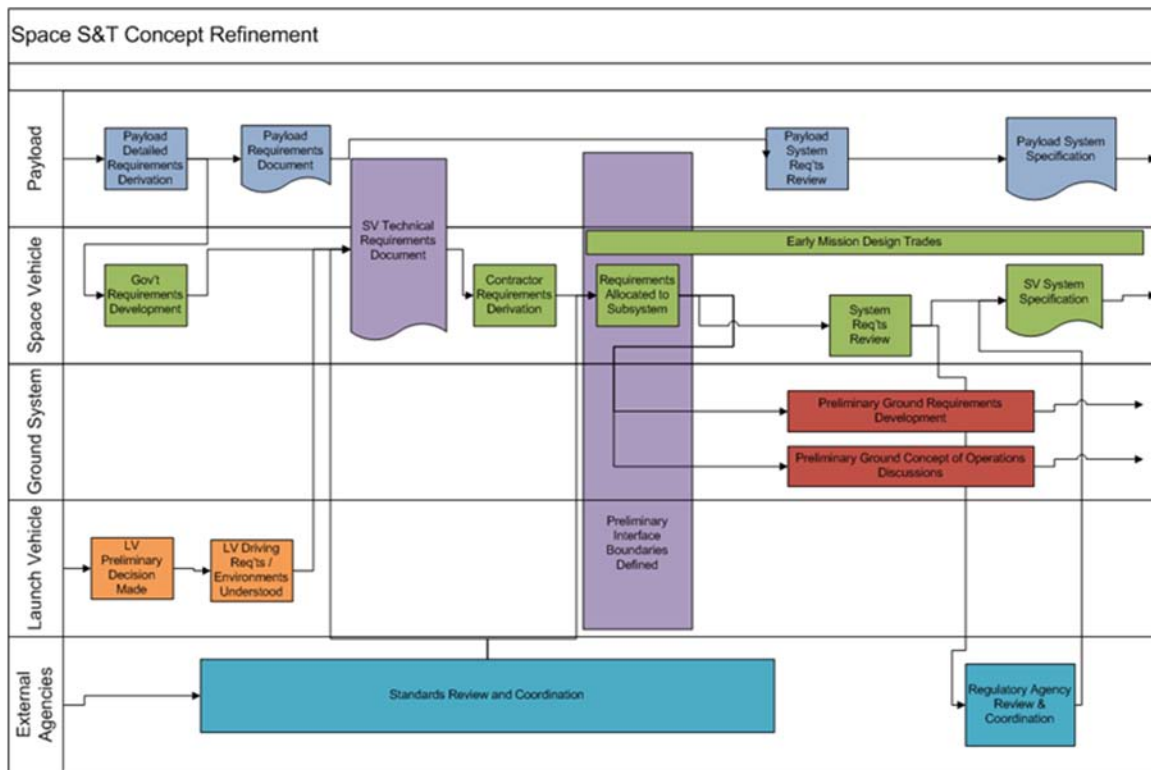 Space S&T Concept Refinement
Payload
Payload
Detailed
Requirements
Derivation
Payload
Requirements
Document
Payload
System
Req'ts
Review
Payload System
Specification
Space Vehicle
Gov't
Requirements
Development
SV Technical
Requirements
Document
Contractor
Requirements
Derivation
Early Mission Design Trades
Requirements
Allocated to
Subsystem
System
Req'ts
Review
SV System
Specification
Ground System
Preliminary Ground Requirements
Development
Preliminary Ground Concept of Operations
Discussions
Launch Vehicle
LV
Preliminary
Decision
Made
LV Driving
Req'ts /
Environments
Understood
Preliminary
Interface
Boundaries
Defined
External
Agencies
Standards Review and Coordination
Regulatory Agency
Review &
Coordination